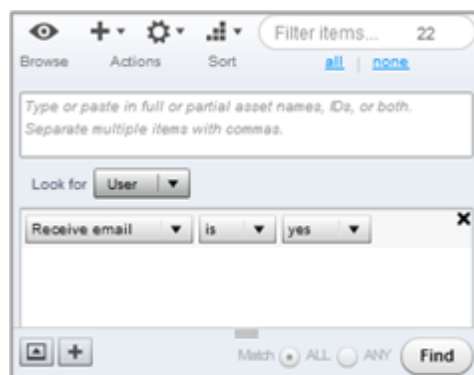 Filter items... 22
Browse Actions Sort all | none
Type or paste in full or partial asset names, IDs, or both.
Separate multiple items with commas.
Look for User
Receive email is yes
Match ALL ANY Find